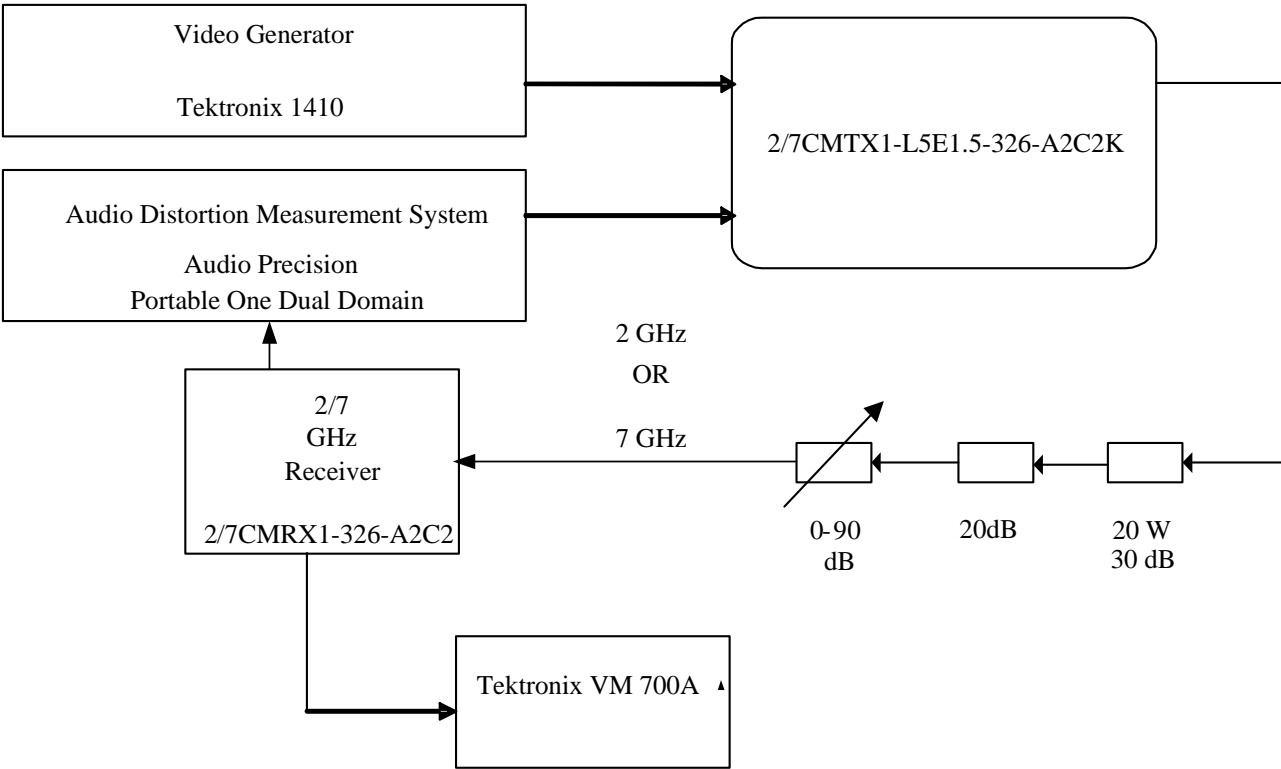 Video Generator
Tektronix 1410
2/7CMTX1-L5E1.5-326-A2C2K
Audio Distortion Measurement System
Audio Precision
Portable One Dual Domain
2 GHz
OR
7 GHz
2/7
GHz
Receiver
2/7CMRX1-326-A2C2
0-90
dB
20dB
20 W
30 dB
Tektronix VM 700A